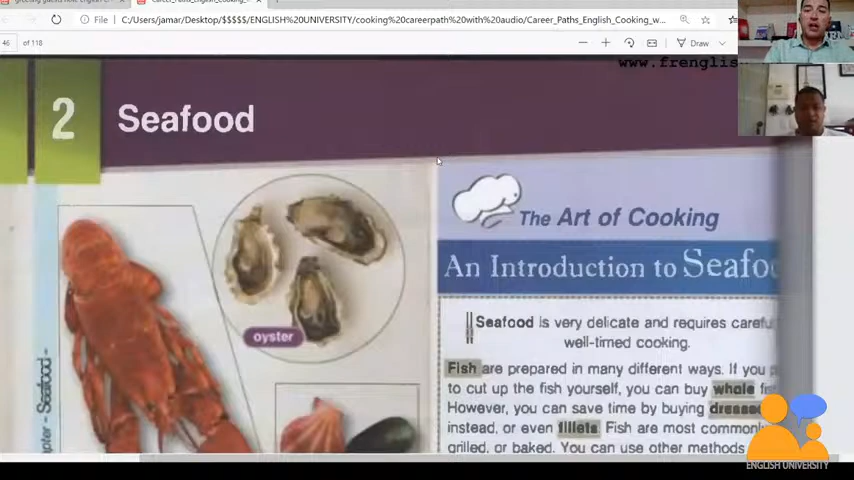 C:/Users/jamar/Desktop/$$$$$/ENGLISH%20UNIVERSITY/cooking%20careerpath%20with%20audio/Career_Paths_English_Cooking_w...
46 of 118
Draw
www.frenglis
2 Seafood
The Art of Cooking
An Introduction to Seafoo
oyster
Seafood is very delicate and requires carefu
well-timed cooking.
Fish are prepared in many different ways. If you
to cut up the fish yourself, you can buy whole
However, you can save time by buying dresse
instead, or even fillets Fish are most commonly
grilled, or baked. You can use other methods
pter - Seafood -
ENGLISH UNIVERSITY